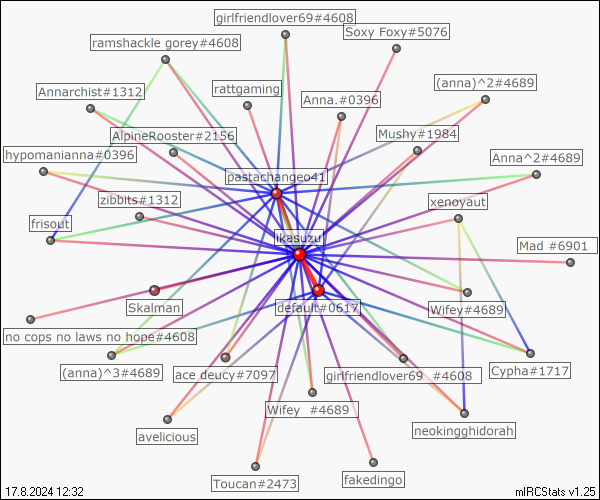 girlfriendlover69#4608
Soxy Foxy#5076
ramshackle gorey#4608
Annarchist#1312
rattgaming
(anna)^2#4689
Anna.#0396
AlpineRooster#2156
Mushy#1984
hypomanianna#0396
Anna^2#4689
pastachangeo41
zibbits#1312
xenoyaut
frisout
ikasuzu
Mad #6901
Skalman
default#0617
Wifey#4689
no cops no laws no hope#4608
(anna)^3#4689
ace deucy#7097
girlfriendlover69 #4608
Cypha#1717
Wifey #4689
avelicious
neokingghidorah
Toucan#2473
fakedingo
17.8.2024 12:32
mIRCStats v1.25